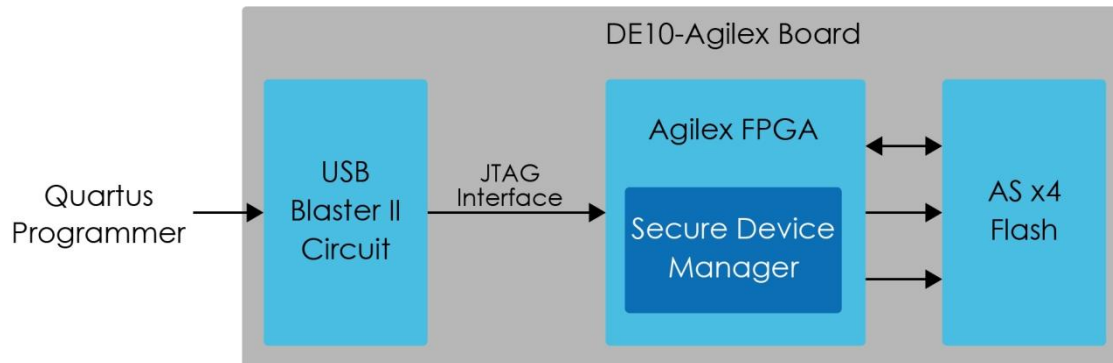 DE10-Agilex Board
Quartus
Programmer
USB
Blaster II
Circuit
JTAG
Interface
Agilex FPGA
Secure Device
Manager
AS x4
Flash